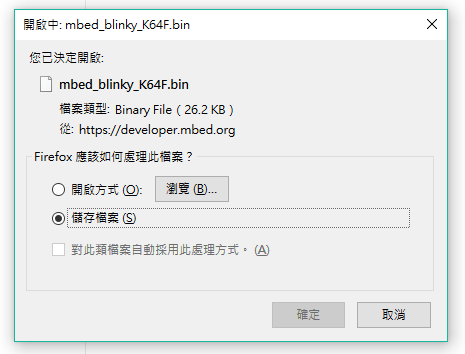 開啟中: mbed_blinky_K64F.bin
您已決定開啟:
mbed_blinky_K64F.bin
檔案類型: Binary File ( 26.2 KB )
從: https://developer.mbed.org
Firefox 應該如何處理此檔案？
開啟方式 (O):
瀏覽 (B)...
儲存檔案 (S)
對此類檔案自動採用此處理方式。 (A)
確定
取消